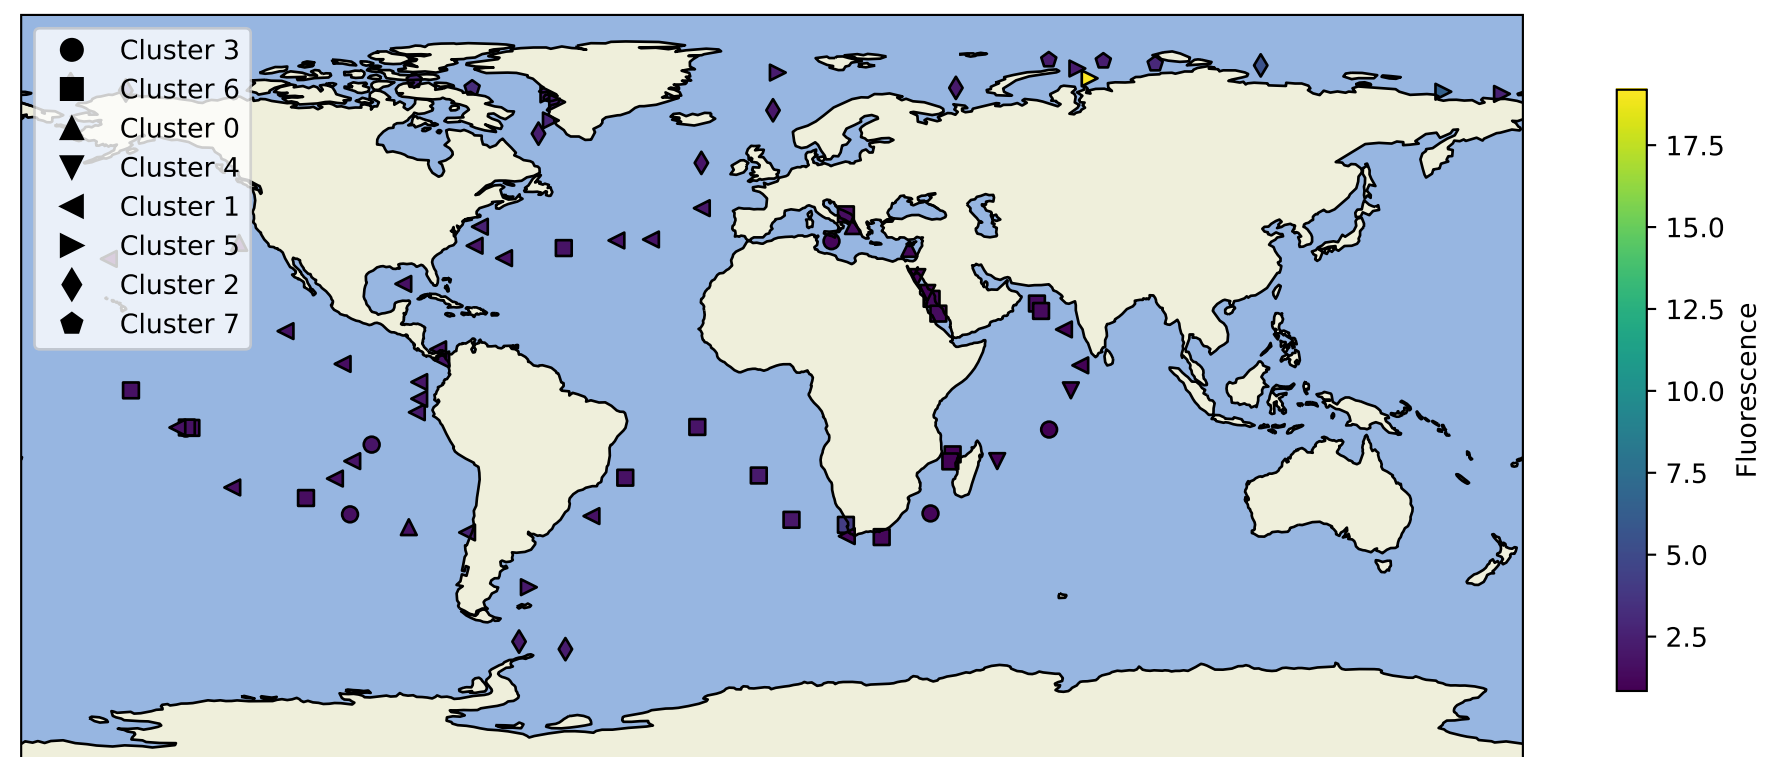 Cluster 3
Cluster 6
Cluster 0
Cluster 4
Cluster 1
Cluster 5
Cluster 2
Cluster 7
17.5
15.0
12.5
10.0
7.5
5.0
2.5
Fluorescence